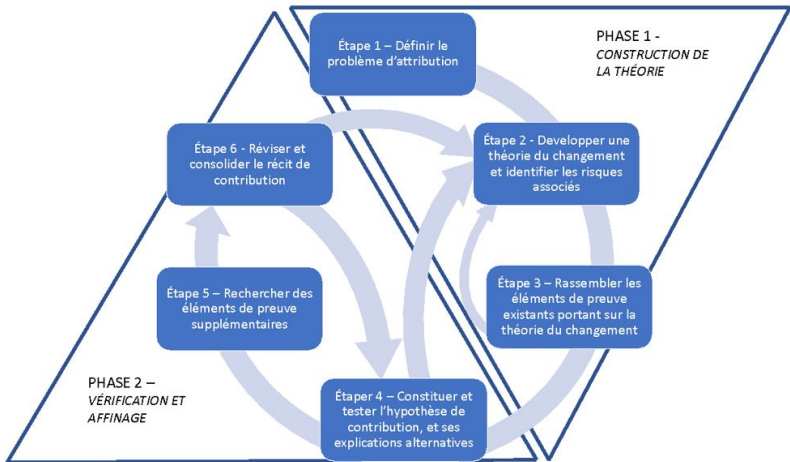 PHASE 1 -
CONSTRUCTION DE
LA THÉORIE
Étape 1 – Définir le
problème d'attribution
Étape 2 - Developper une
théorie du changement
et identifier les risques
associés
Étape 3 – Rassembler les
éléments de preuve
existants portant sur la
théorie du changement
Étaper 4 – Constituer et
tester l'hypothèse de
contribution, et ses
explications alternatives
Étape 5 – Rechercher des
éléments de preuve
supplémentaires
Étape 6 - Réviser et
consolider le récit de
contribution
PHASE 2 –
VÉRIFICATION ET
AFFINAGE